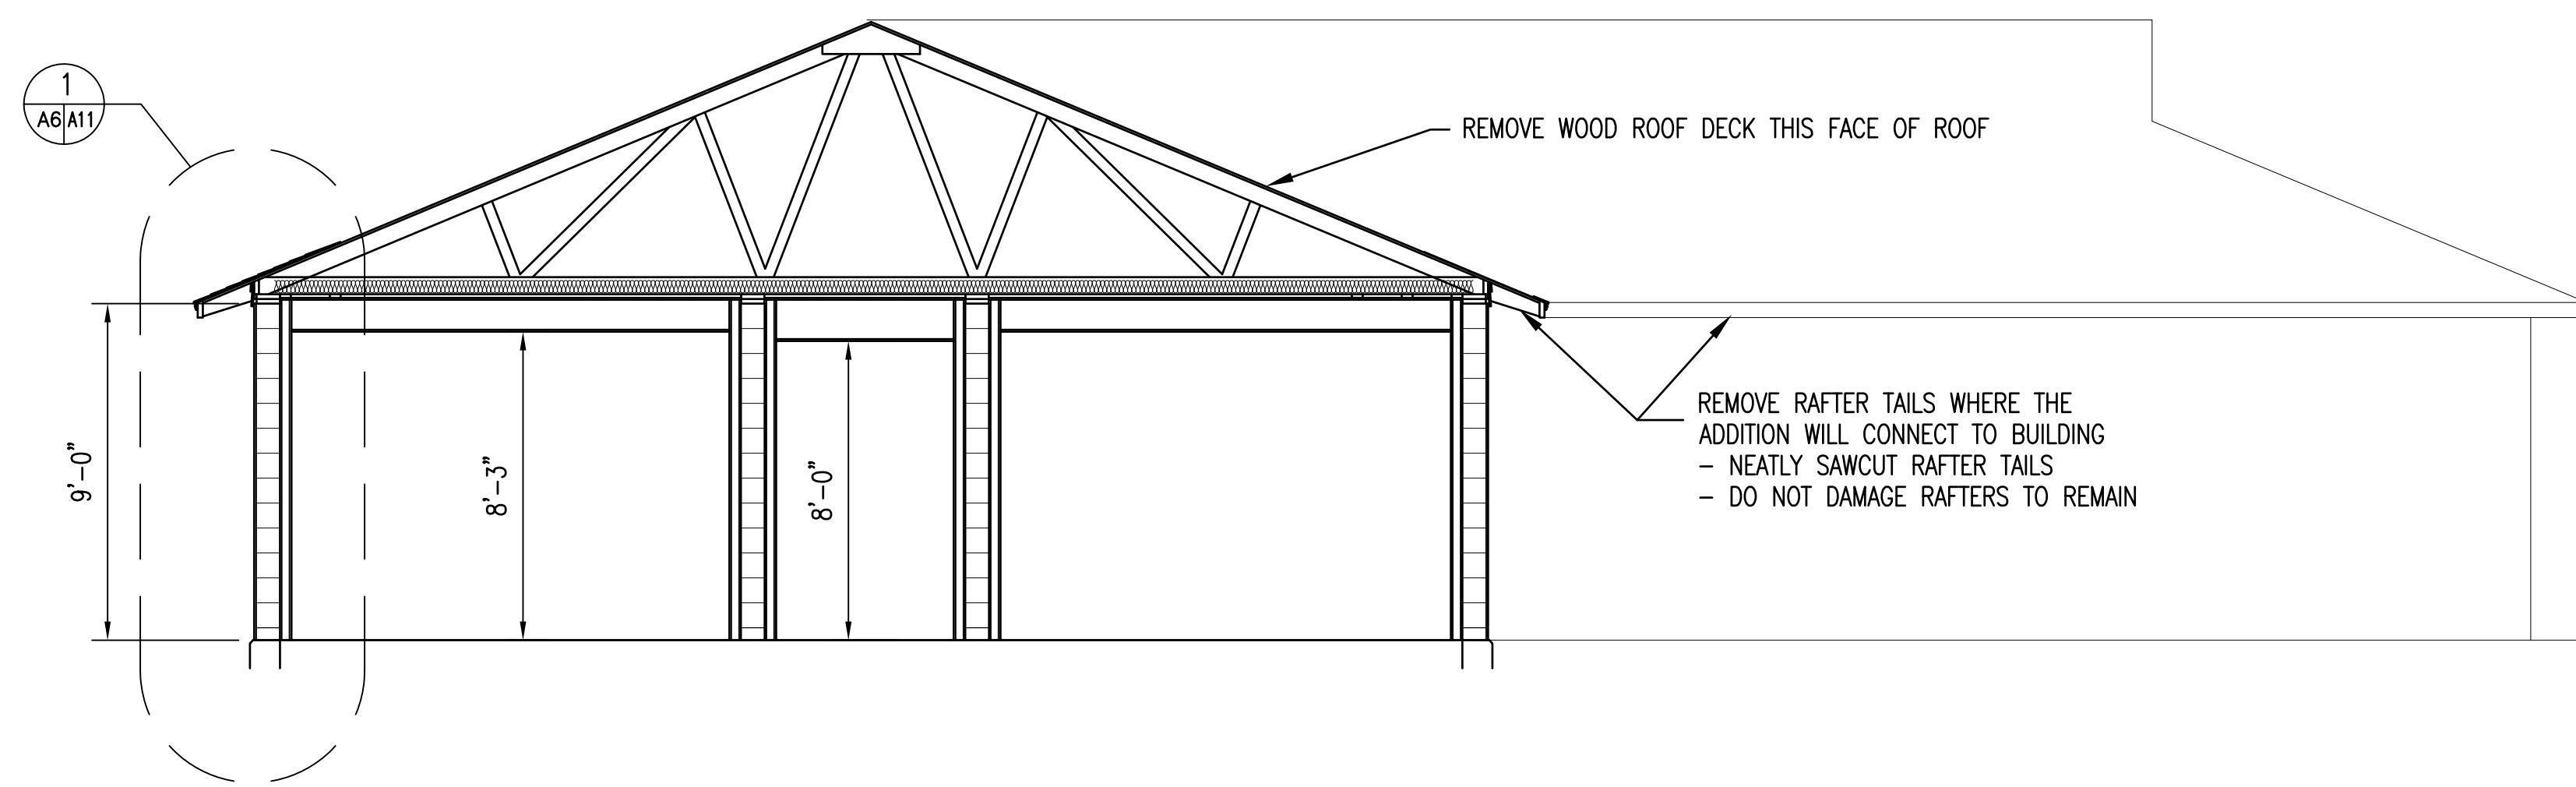 1
A6 A11
REMOVE WOOD ROOF DECK THIS FACE OF ROOF
9'-0"
8'-3"
8'-0"
REMOVE RAFTER TAILS WHERE THE
ADDITION WILL CONNECT TO BUILDING
- NEATLY SAWCUT RAFTER TAILS
- DO NOT DAMAGE RAFTERS TO REMAIN